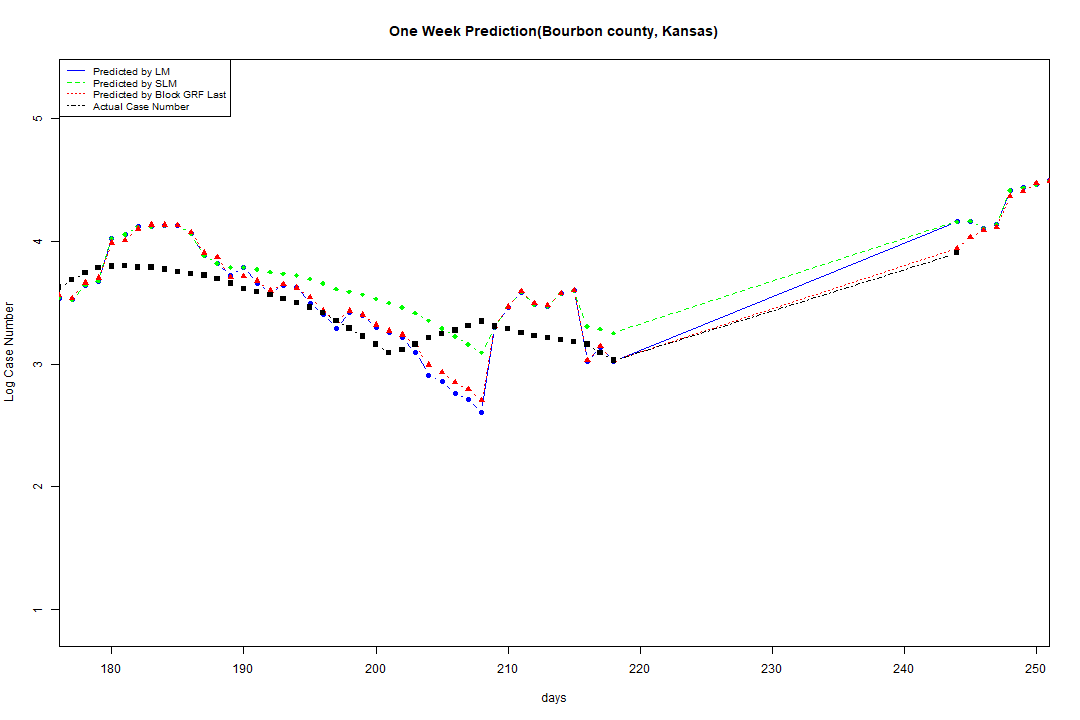 One Week Prediction(Bourbon county, Kansas)
Predicted by LM
Predicted by SLM
Predicted by Block GRF Last
Actual Case Number
Log Case Number
5
4
3
2
1
180 190 200 210 220 230 240 250
days